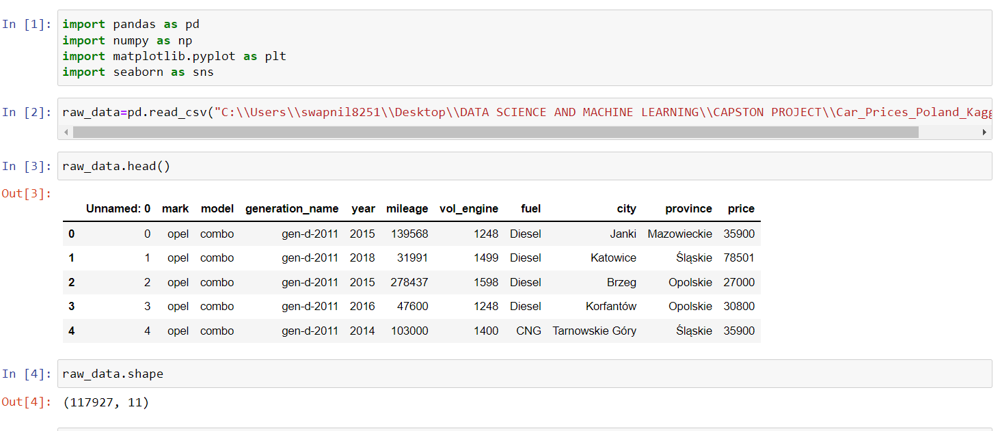 In [1]: import pandas as pd
import numpy as np
import matplotlib.pyplot as plt
import seaborn as sns
In [2]: raw_data=pd.read_csv("C:\\Users\\swapnil8251\\Desktop\\DATA SCIENCE AND MACHINE LEARNING\\CAPSTON PROJECT\\Car_Prices_Poland_Kagg
In [3]: raw_data.head()
Out[3]:
Unnamed: 0 mark model generation_name year mileage vol_engine fuel city province price
0 0 opel combo gen-d-2011 2015 139568 1248 Diesel Janki Mazowieckie 35900
1 1 opel combo gen-d-2011 2018 31991 1499 Diesel Katowice Śląskie 78501
2 2 opel combo gen-d-2011 2015 278437 1598 Diesel Brzeg Opolskie 27000
3 3 opel combo gen-d-2011 2016 47600 1248 Diesel Korfantów Opolskie 30800
4 4 opel combo gen-d-2011 2014 103000 1400 CNG Tarnowskie Góry Śląskie 35900
In [4]: raw_data.shape
Out[4]: (117927, 11)